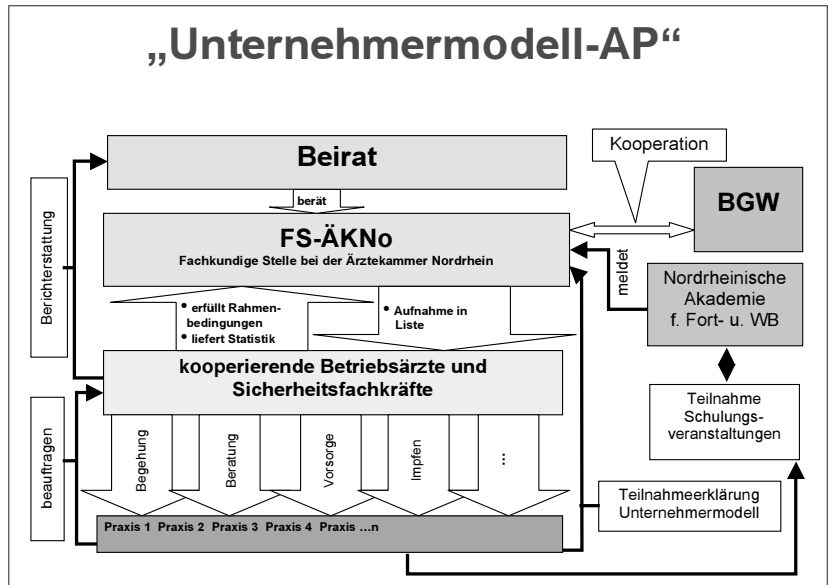 „Unternehmermodell-AP“
Kooperation
Beirat
BGW
berät
FS-ÄKNo
Fachkundige Stelle bei der Ärztekammer Nordrhein
meldet
Nordrheinische
Akademie
f. Fort- u. WB
Berichterstattung
• erfüllt Rahmen-
bedingungen
• liefert Statistik
• Aufnahme in
Liste
kooperierende Betriebsärzte und
Sicherheitsfachkräfte
Teilnahme
Schulungs-
veranstaltungen
beauftragen
Begehung
Beratung
Vorsorge
Impfen
...
Teilnahmeerklärung
Unternehmermodell
Praxis 1 Praxis 2 Praxis 3 Praxis 4 Praxis ...n